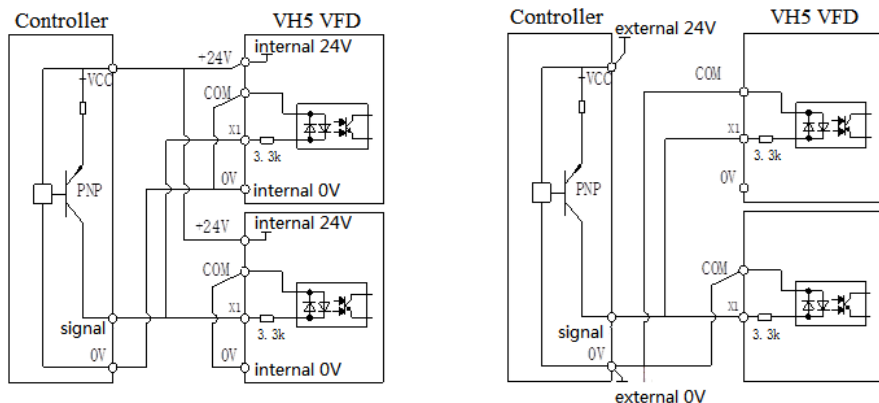 Controller
VH5 VFD
+24V
internal 24V
+VCC
COM
X1
3.3k
PNP
0V
internal 0V
+24V
internal 24V
COM
X1
3.3k
signal
0V
0V
internal 0V
Controller
external 24V
VH5 VFD
+VCC
COM
X1
3.3k
PNP
0V
COM
X1
3.3k
signal
0V
external 0V